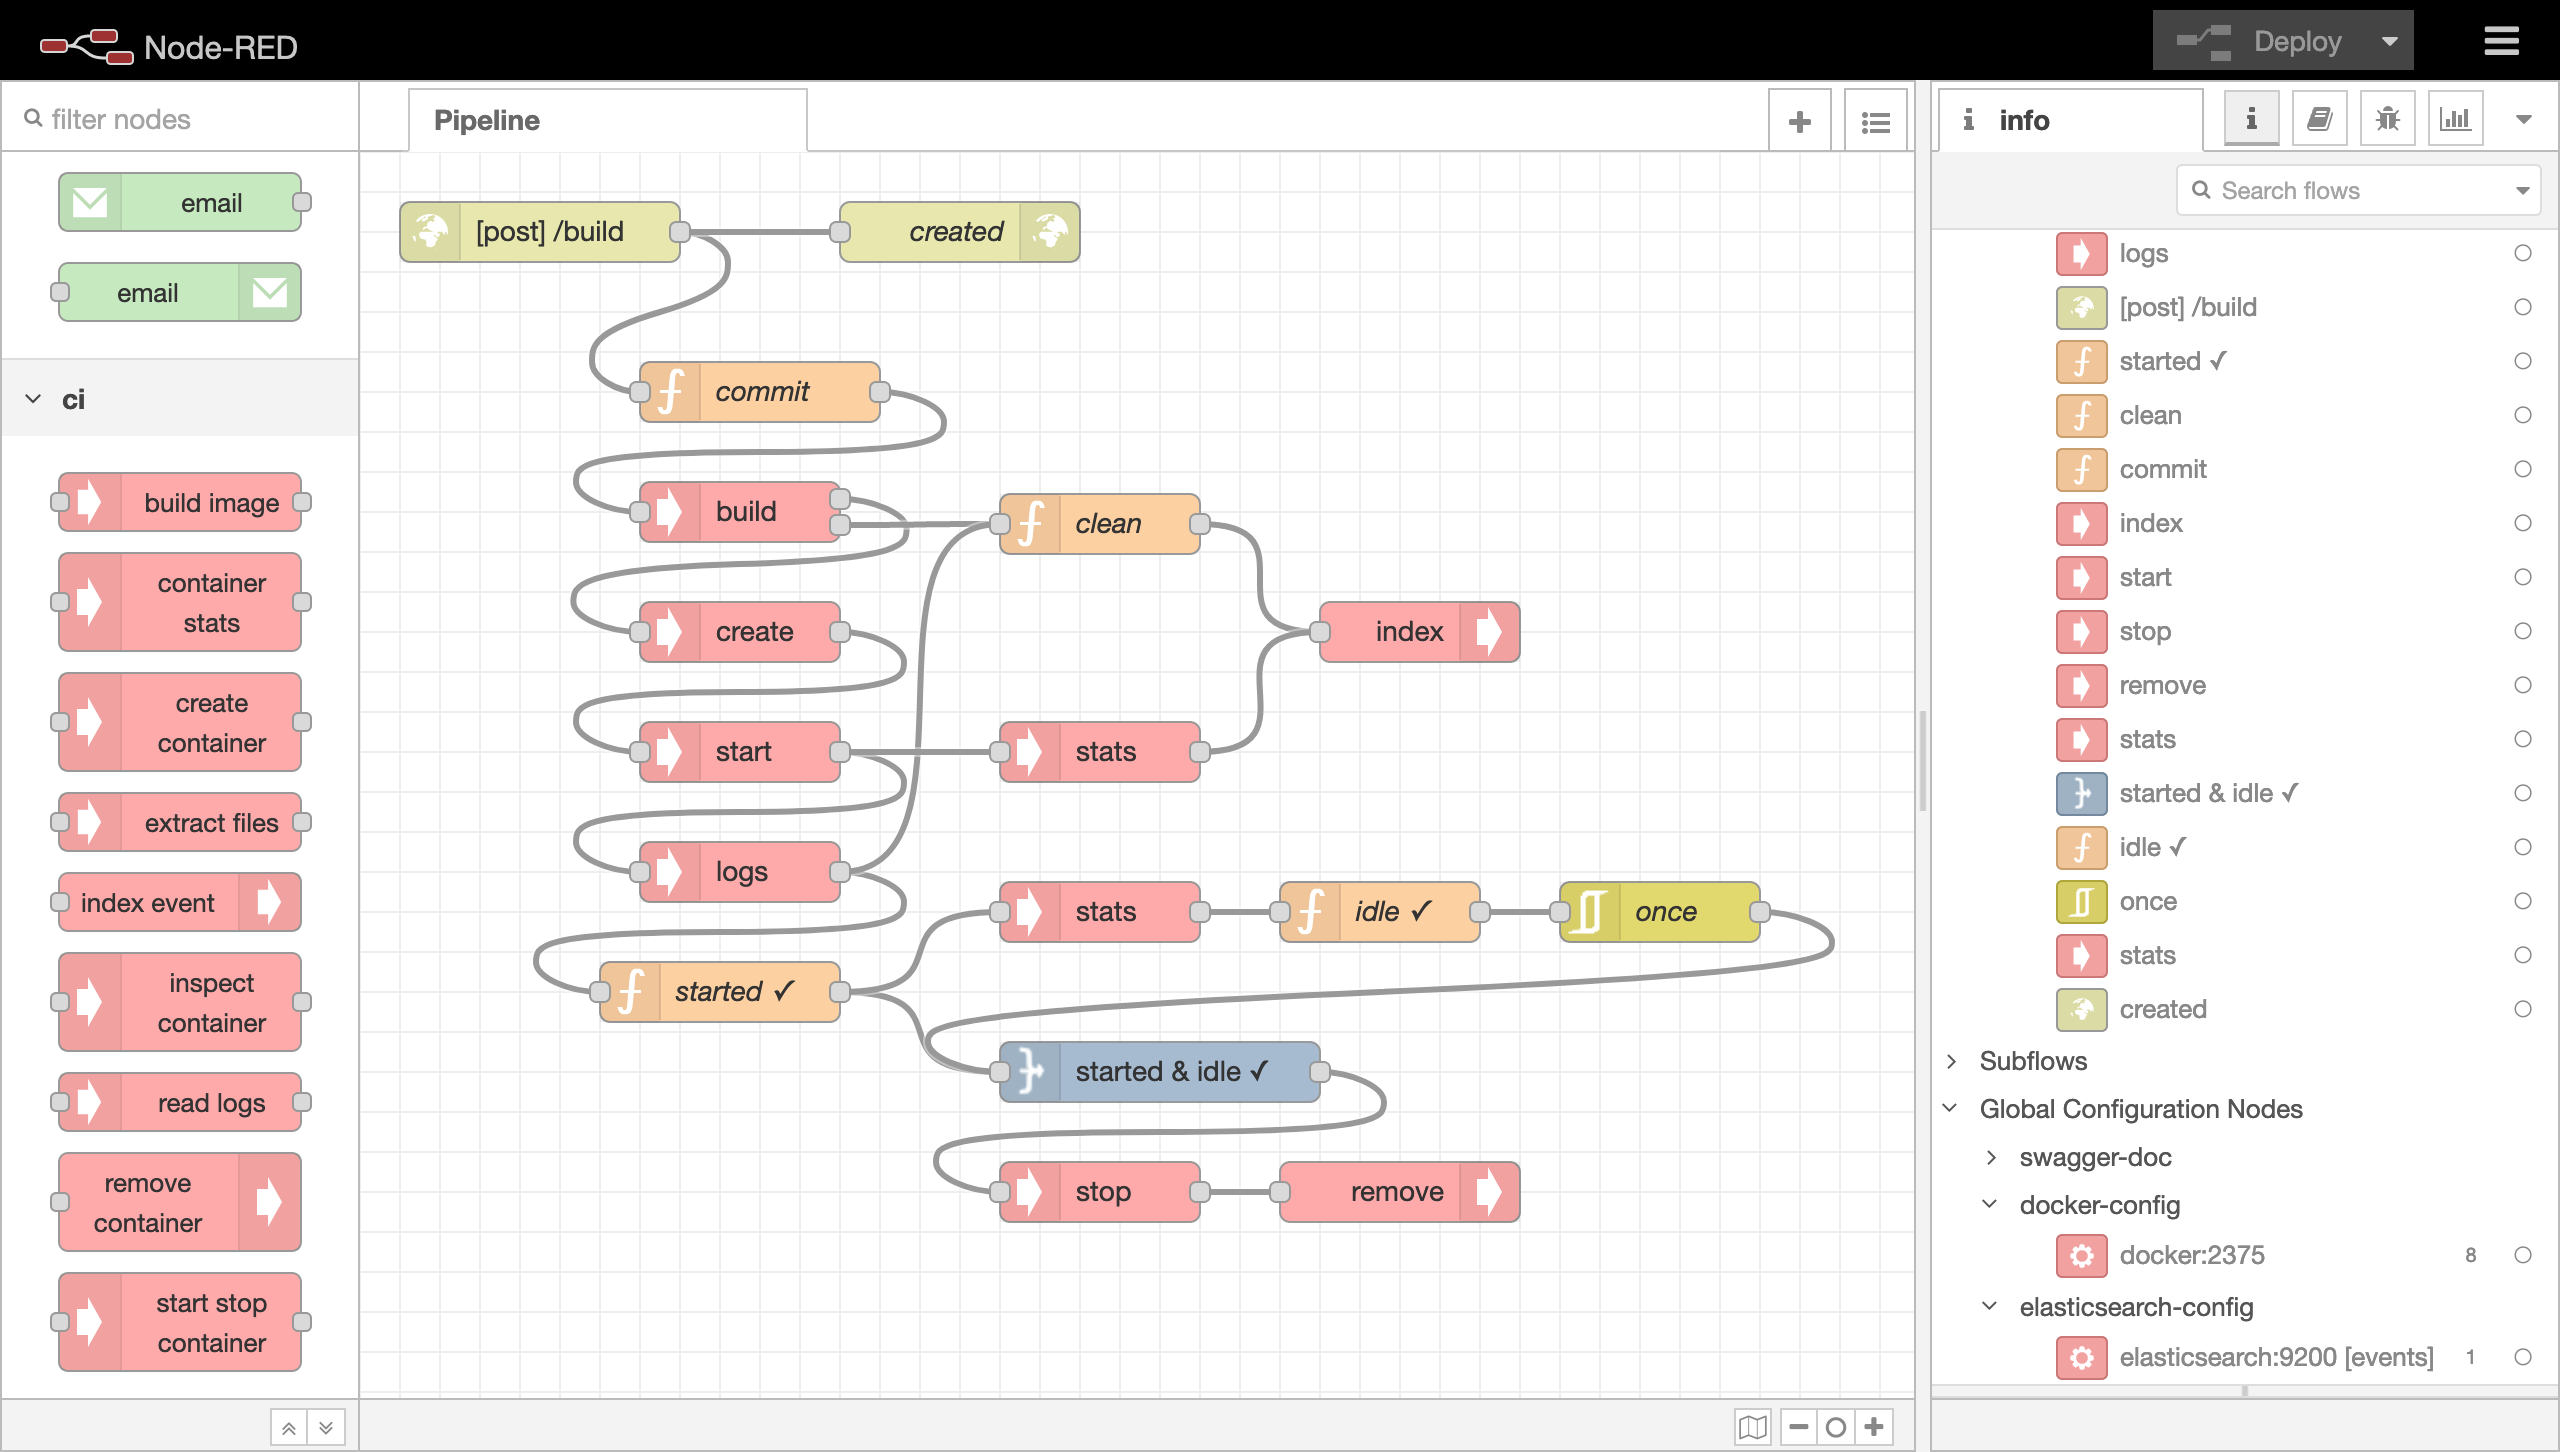 Node-RED
Deploy
filter nodes
email
email
ci
build image
container
stats
create
container
extract files
index event
inspect
container
read logs
remove
container
start stop
container
Pipeline
[post] /build
created
commit
build
clean
create
index
start
stats
logs
stats
idle ✓
once
started ✓
started & idle ✓
stop
remove
info
Search flows
logs
[post] /build
started ✓
clean
commit
index
start
stop
remove
stats
started & idle ✓
idle ✓
once
stats
created
Subflows
Global Configuration Nodes
swagger-doc
docker-config
docker:2375 8
elasticsearch-config
elasticsearch:9200 [events] 1